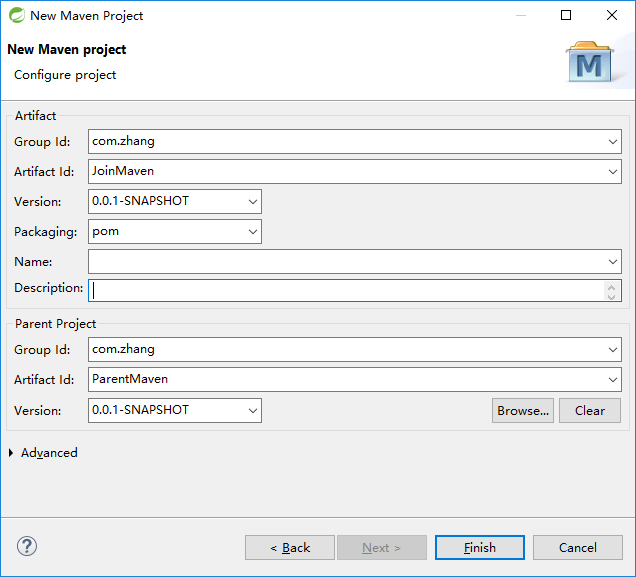 New Maven Project
New Maven project
Configure project
M
Artifact
Group Id: com.zhang
Artifact Id: JoinMaven
Version: 0.0.1-SNAPSHOT
Packaging: pom
Name:
Description:
Parent Project
Group Id: com.zhang
Artifact Id: ParentMaven
Version: 0.0.1-SNAPSHOT Browse... Clear
Advanced
? < Back Next > Finish Cancel